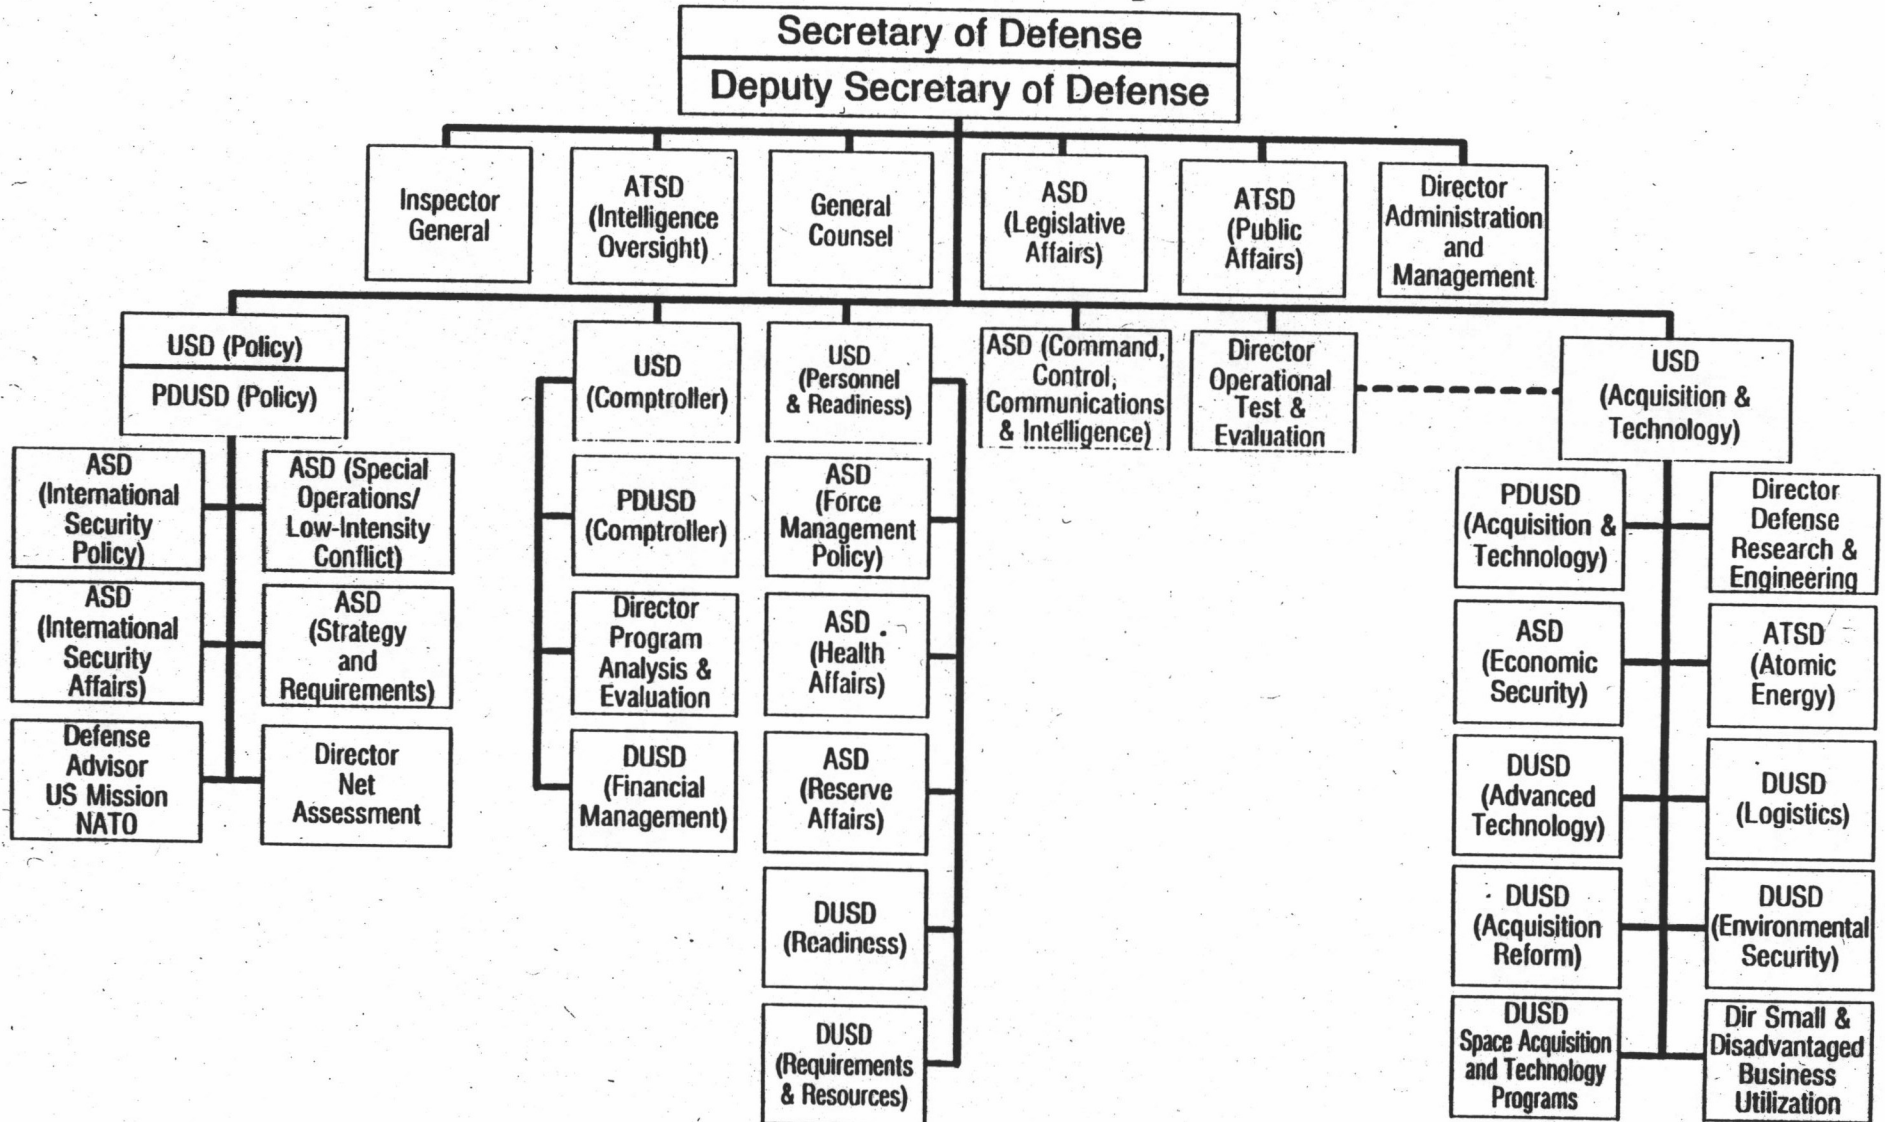 Secretary of Defense
Deputy Secretary of Defense
Inspector
General
ATSD
(Intelligence
Oversight)
General
Counsel
ASD
(Legislative
Affairs)
ATSD
(Public
Affairs)
Director
Administration
and
Management
USD (Policy)
PDUSD (Policy)
USD
(Comptroller)
USD
(Personnel
& Readiness)
ASD (Command,
Control,
Communications
& Intelligence)
Director
Operational
Test &
Evaluation
USD
(Acquisition &
Technology)
ASD
(International
Security
Policy)
ASD (Special
Operations/
Low-Intensity
Conflict)
ASD
(International
Security
Affairs)
ASD
(Strategy
and
Requirements)
Defense
Advisor
US Mission
NATO
Director
Net
Assessment
PDUSD
(Comptroller)
Director
Program
Analysis &
Evaluation
DUSD
(Financial
Management)
ASD
(Force
Management
Policy)
ASD
(Health
Affairs)
ASD
(Reserve
Affairs)
DUSD
(Readiness)
DUSD
(Requirements
& Resources)
PDUSD
(Acquisition &
Technology)
Director
Defense
Research &
Engineering
ASD
(Economic
Security)
ATSD
(Atomic
Energy)
DUSD
(Advanced
Technology)
DUSD
(Logistics)
DUSD
(Acquisition
Reform)
DUSD
(Environmental
Security)
DUSD
Space Acquisition
and Technology
Programs
Dir Small &
Disadvantaged
Business
Utilization